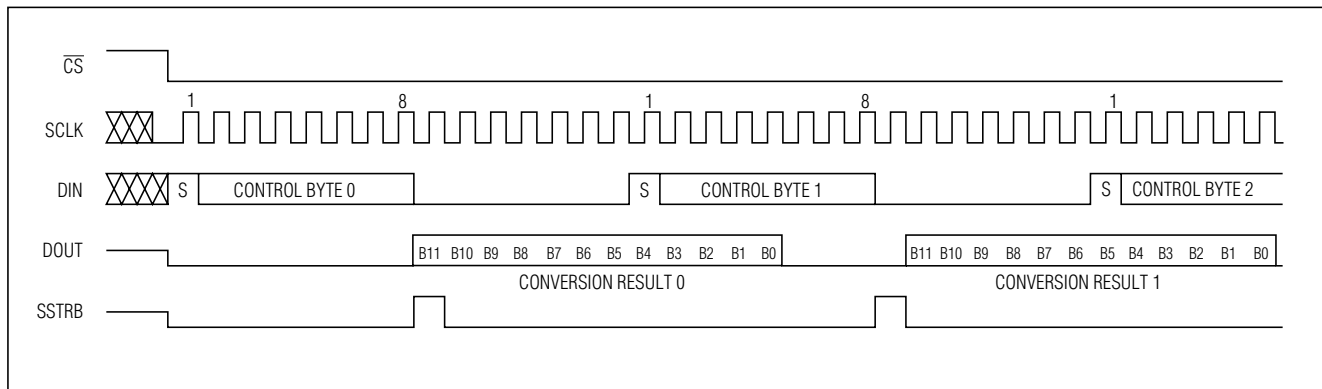 CS
1 8 1 8 1
SCLK
DIN S CONTROL BYTE 0 S CONTROL BYTE 1 S CONTROL BYTE 2
DOUT B11 B10 B9 B8 B7 B6 B5 B4 B3 B2 B1 B0 B11 B10 B9 B8 B7 B6 B5 B4 B3 B2 B1 B0
CONVERSION RESULT 0 CONVERSION RESULT 1
SSTRB